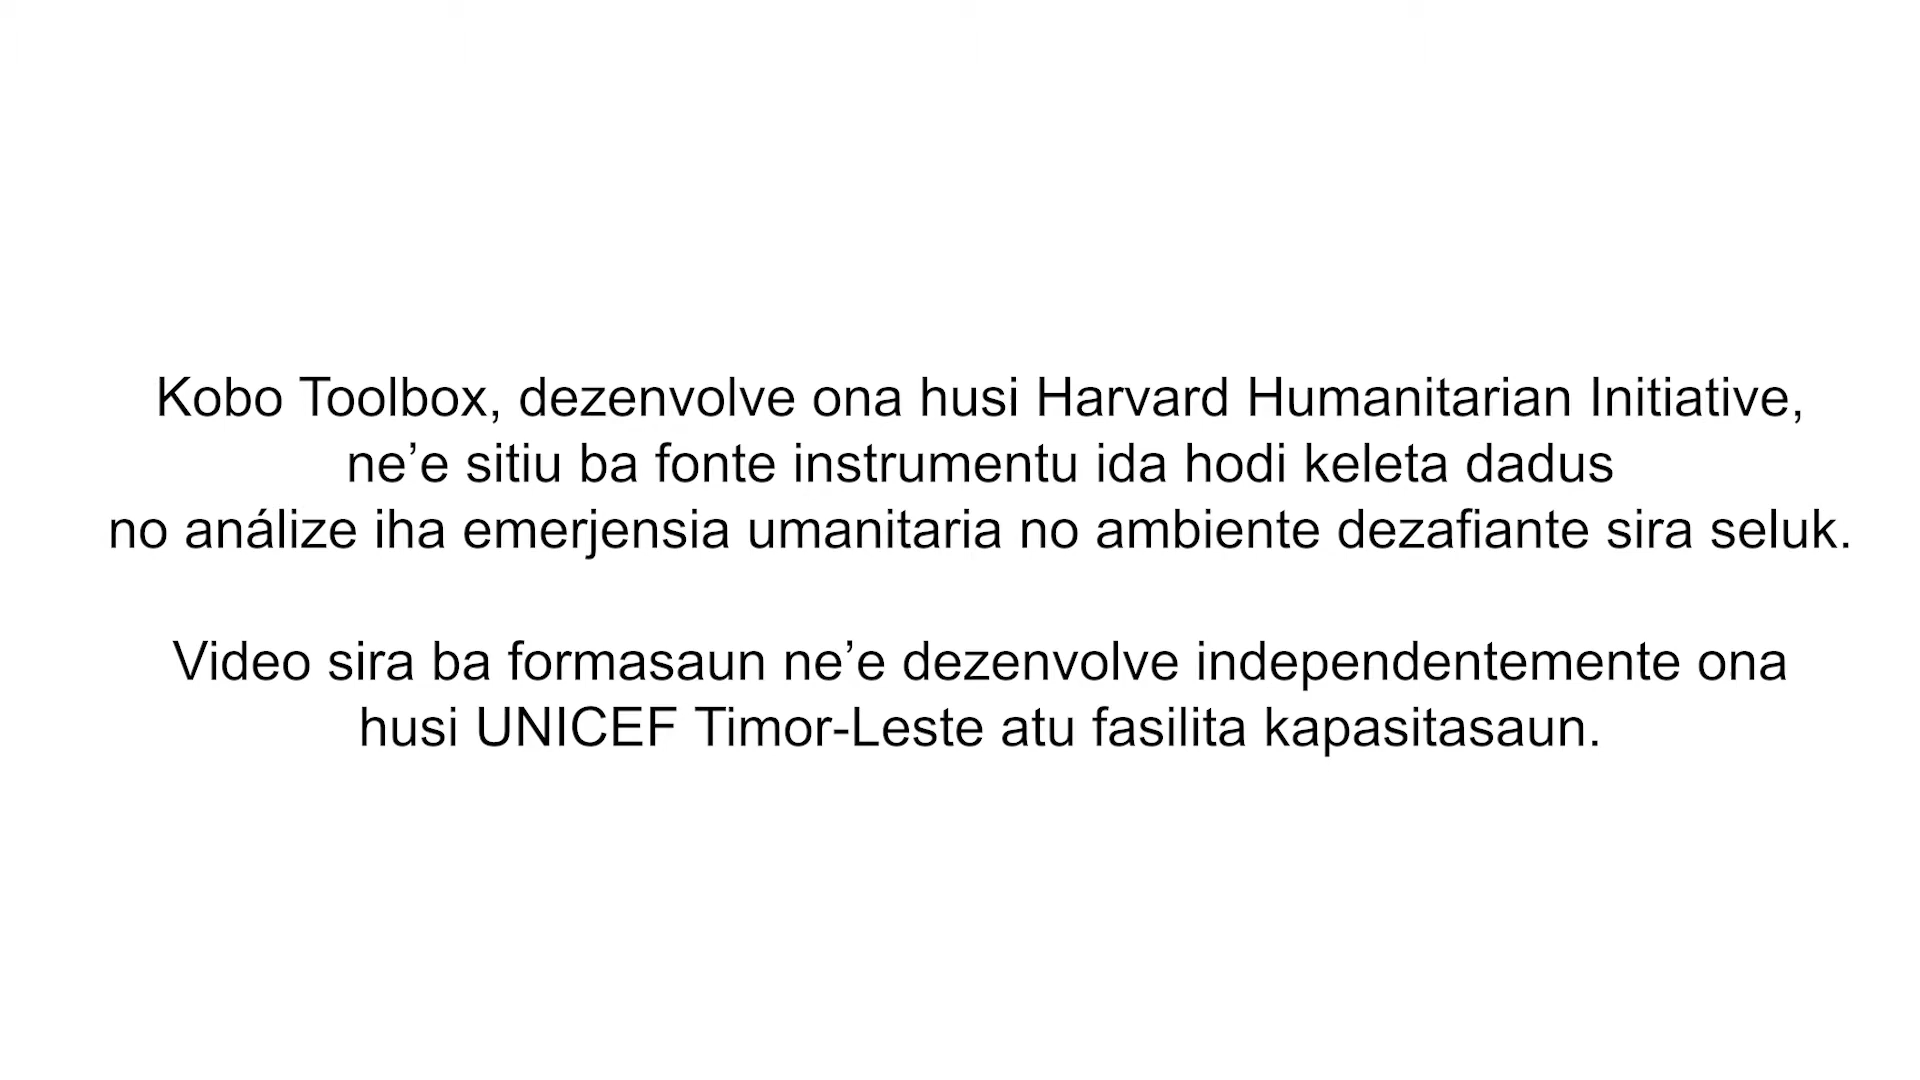 Kobo Toolbox, dezenvolve ona husi Harvard Humanitarian Initiative,
ne’e sitiu ba fonte instrumentu ida hodi keleta dadus
no análize iha emerjensia umanitaria no ambiente dezafiante sira seluk.
Video sira ba formasaun ne’e dezenvolve independentemente ona
husi UNICEF Timor-Leste atu fasilita kapasitasaun.